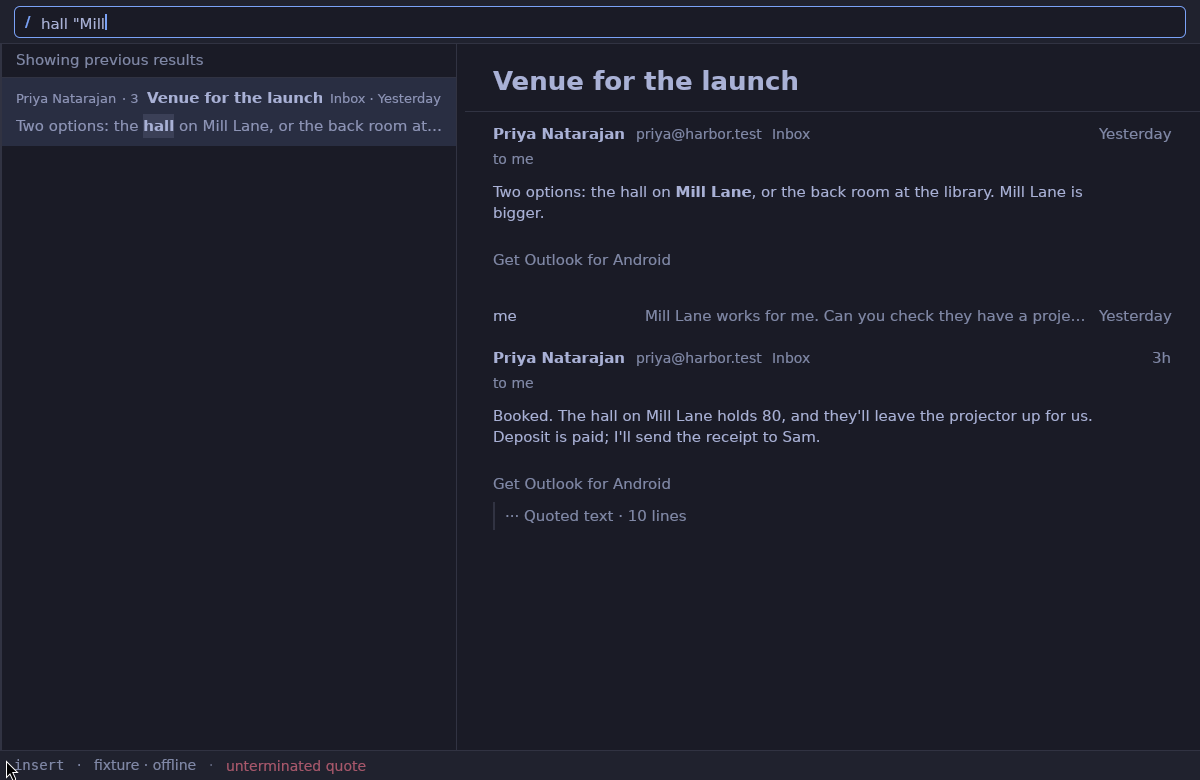 / hall "Mill
Showing previous results
Priya Natarajan · 3 Venue for the launch Inbox · Yesterday
Two options: the hall on Mill Lane, or the back room at…
Venue for the launch
Priya Natarajan priya@harbor.test Inbox Yesterday
to me
Two options: the hall on Mill Lane, or the back room at the library. Mill Lane is
bigger.
Get Outlook for Android
me Mill Lane works for me. Can you check they have a proje… Yesterday
Priya Natarajan priya@harbor.test Inbox 3h
to me
Booked. The hall on Mill Lane holds 80, and they'll leave the projector up for us.
Deposit is paid; I'll send the receipt to Sam.
Get Outlook for Android
··· Quoted text · 10 lines
insert · fixture · offline · unterminated quote